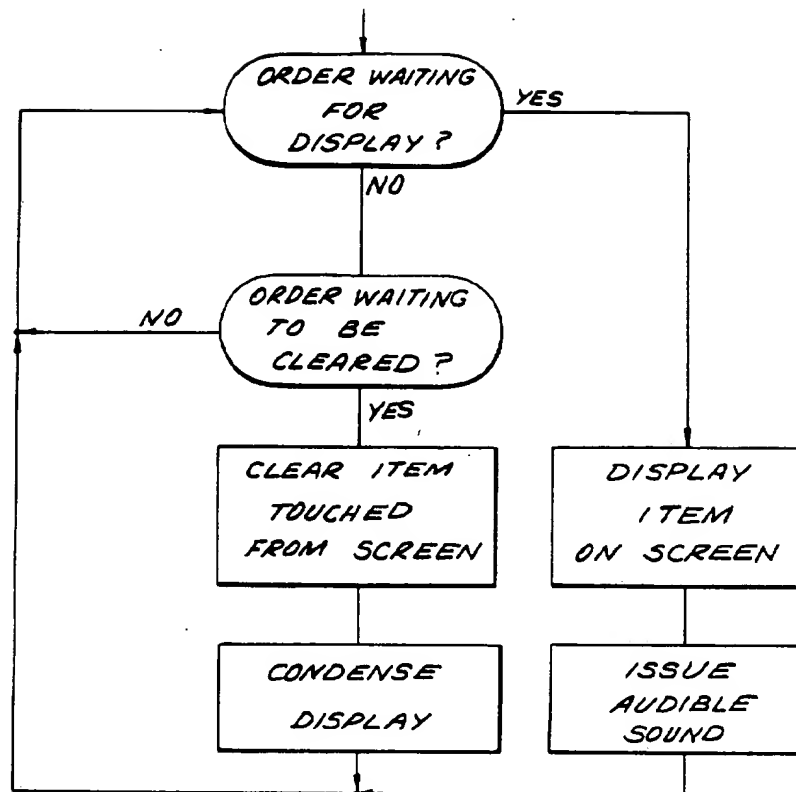 ORDER WAITING
FOR
DISPLAY?
YES
NO
ORDER WAITING
TO BE
CLEARED?
NO
YES
CLEAR ITEM
TOUCHED
FROM SCREEN
DISPLAY
ITEM
ON SCREEN
CONDENSE
DISPLAY
ISSUE
AUDIBLE
SOUND